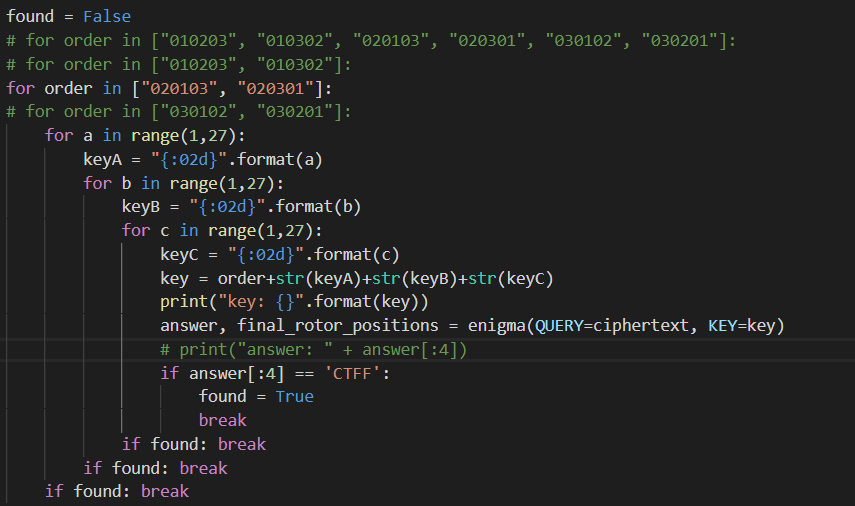 found = False
# for order in ["010203", "010302", "020103", "020301", "030102", "030201"]:
# for order in ["010203", "010302"]:
for order in ["020103", "020301"]:
# for order in ["030102", "030201"]:
    for a in range(1,27):
        keyA = "{:02d}".format(a)
        for b in range(1,27):
            keyB = "{:02d}".format(b)
            for c in range(1,27):
                keyC = "{:02d}".format(c)
                key = order+str(keyA)+str(keyB)+str(keyC)
                print("key: {}".format(key))
                answer, final_rotor_positions = enigma(QUERY=ciphertext, KEY=key)
                # print("answer: " + answer[:4])
                if answer[:4] == 'CTFF':
                    found = True
                    break
            if found: break
        if found: break
    if found: break